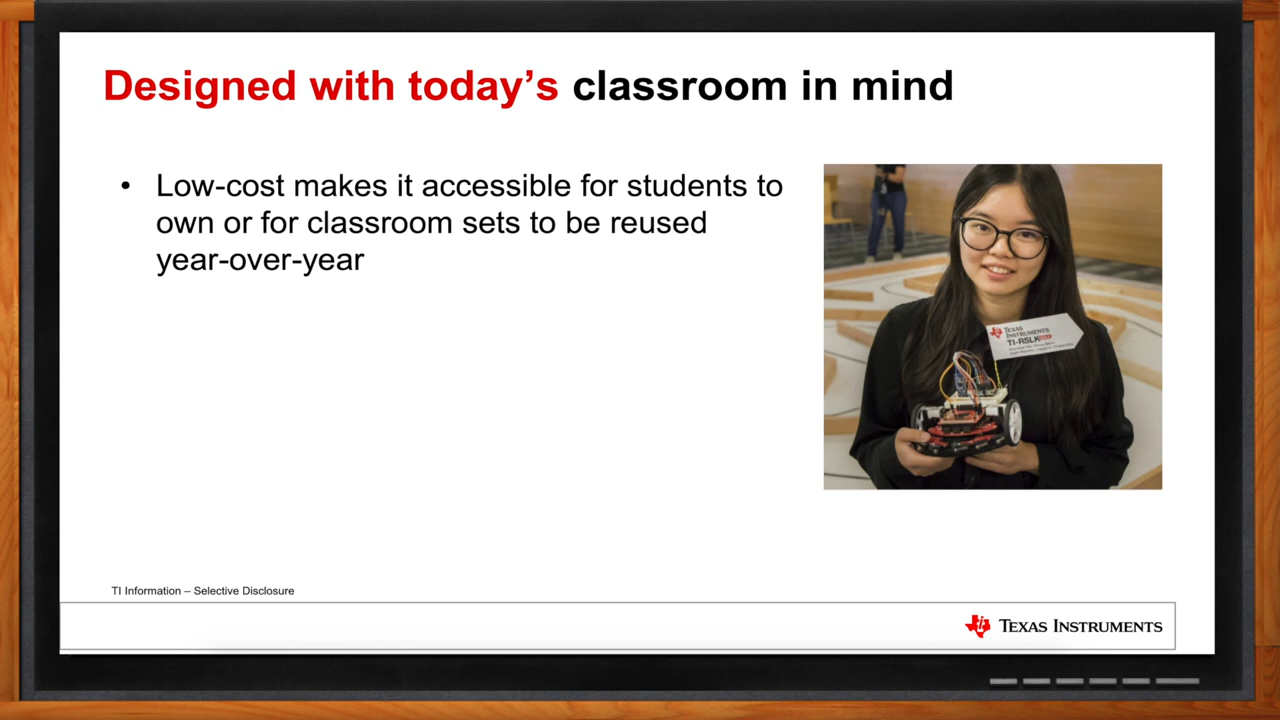 Designed with today's classroom in mind
• Low-cost makes it accessible for students to
own or for classroom sets to be reused
year-over-year
TEXAS
INSTRUMENTS
TI-RSLK
TI Information – Selective Disclosure
TEXAS INSTRUMENTS